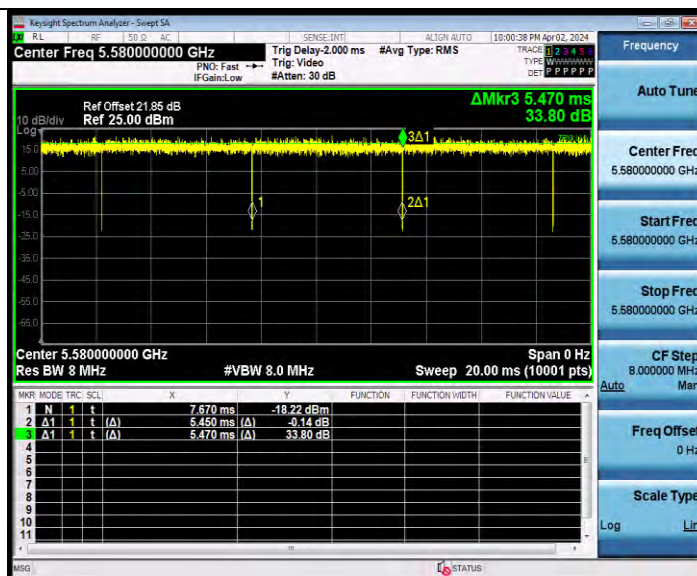 Keysight Spectrum Analyzer - Swept SA
RL RF 50 Ω AC SENSE:INT ALIGN AUTO 10:00:38 PM Apr 02, 2024
Center Freq 5.580000000 GHz
PNO: Fast
IFGain:Low
Trig Delay-2.000 ms
Trig: Video
#Atten: 30 dB
#Avg Type: RMS
TRACE 1 2 3 4 5 6
TYPE WWWWWW
DET P P P P P P
ΔMkr3 5.470 ms
33.80 dB
Ref Offset 21.85 dB
Ref 25.00 dBm
10 dB/div
Log
15.0
5.00
-5.00
-15.0
-25.0
-35.0
-45.0
-55.0
-65.0
3Δ1
1
2Δ1
Center 5.580000000 GHz
Span 0 Hz
Res BW 8 MHz
#VBW 8.0 MHz
Sweep 20.00 ms (10001 pts)
MKR MODE TRC SCL X Y FUNCTION FUNCTION WIDTH FUNCTION VALUE
1 N 1 t 7.670 ms -18.22 dBm
2 Δ1 1 t (Δ) 5.450 ms (Δ) -0.14 dB
3 Δ1 1 t (Δ) 5.470 ms (Δ) 33.80 dB
4
5
6
7
8
9
10
11
MSG
STATUS
Frequency
Auto Tune
Center Freq
5.580000000 GHz
Start Freq
5.580000000 GHz
Stop Freq
5.580000000 GHz
CF Step
8.000000 MHz
Auto Man
Freq Offset
0 Hz
Scale Type
Log Lin